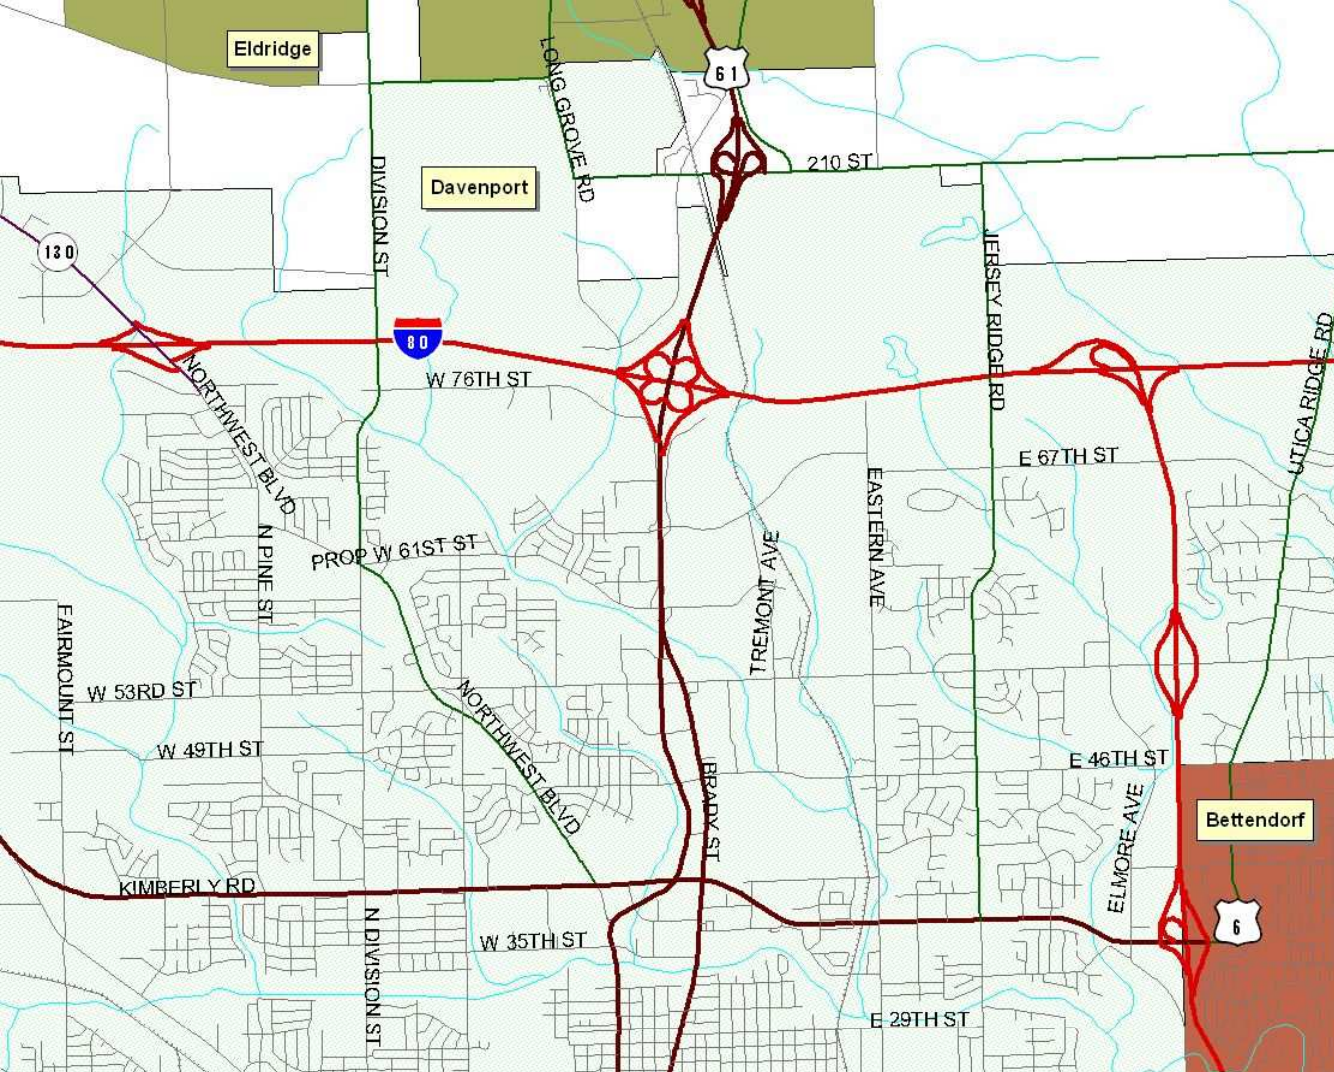 Eldridge
61
LONG GROVE RD
210 ST
DIVISION ST
Davenport
130
JERSEY RIDGE RD
80
UTICA RIDGE RD
NORTHWEST BLVD
W 76TH ST
E 67TH ST
EASTERN AVE
N PINE ST
PROP W 61ST ST
TREMONT AVE
FAIRMOUNT ST
W 53RD ST
NORTHWEST BLVD
W 49TH ST
E 46TH ST
BRADY ST
ELMORE AVE
Bettendorf
KIMBERLY RD
N DIVISION ST
W 35TH ST
6
E 29TH ST